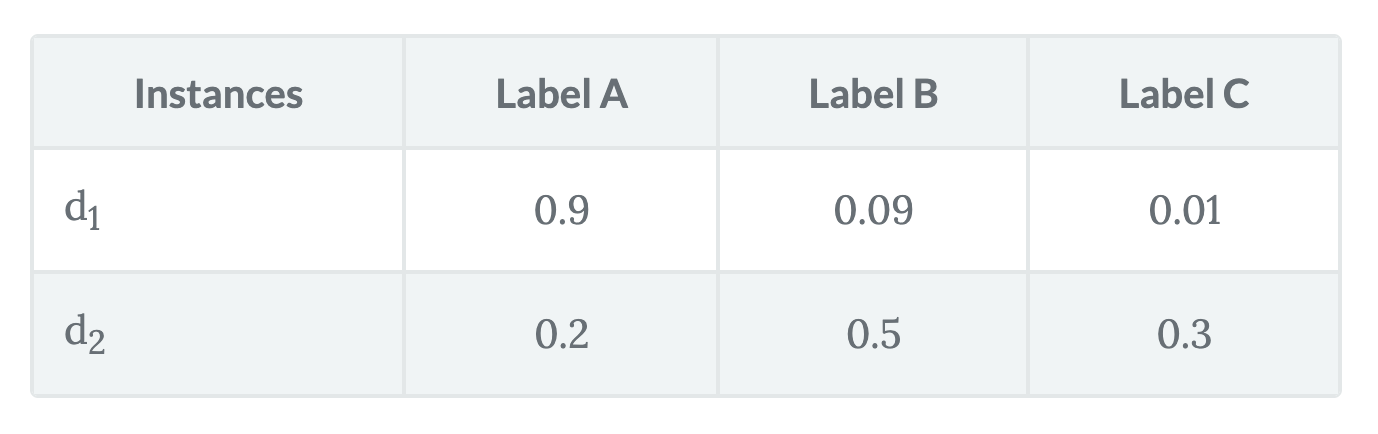 Instances Label A Label B Label C
d₁ 0.9 0.09 0.01
d₂ 0.2 0.5 0.3